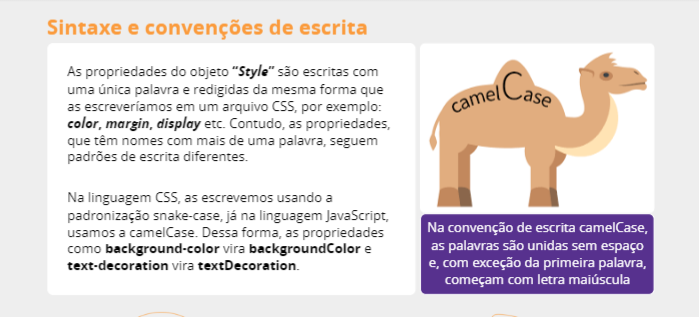 Sintaxe e convenções de escrita
As propriedades do objeto “Style” são escritas com
uma única palavra e redigidas da mesma forma que
as escreveríamos em um arquivo CSS, por exemplo:
color, margin, display etc. Contudo, as propriedades,
que têm nomes com mais de uma palavra, seguem
padrões de escrita diferentes.
Na linguagem CSS, as escrevemos usando a
padronização snake-case, já na linguagem JavaScript,
usamos a camelCase. Dessa forma, as propriedades
como background-color vira backgroundColor e
text-decoration vira textDecoration.
camelCase
Na convenção de escrita camelCase,
as palavras são unidas sem espaço
e, com exceção da primeira palavra,
começam com letra maiúscula